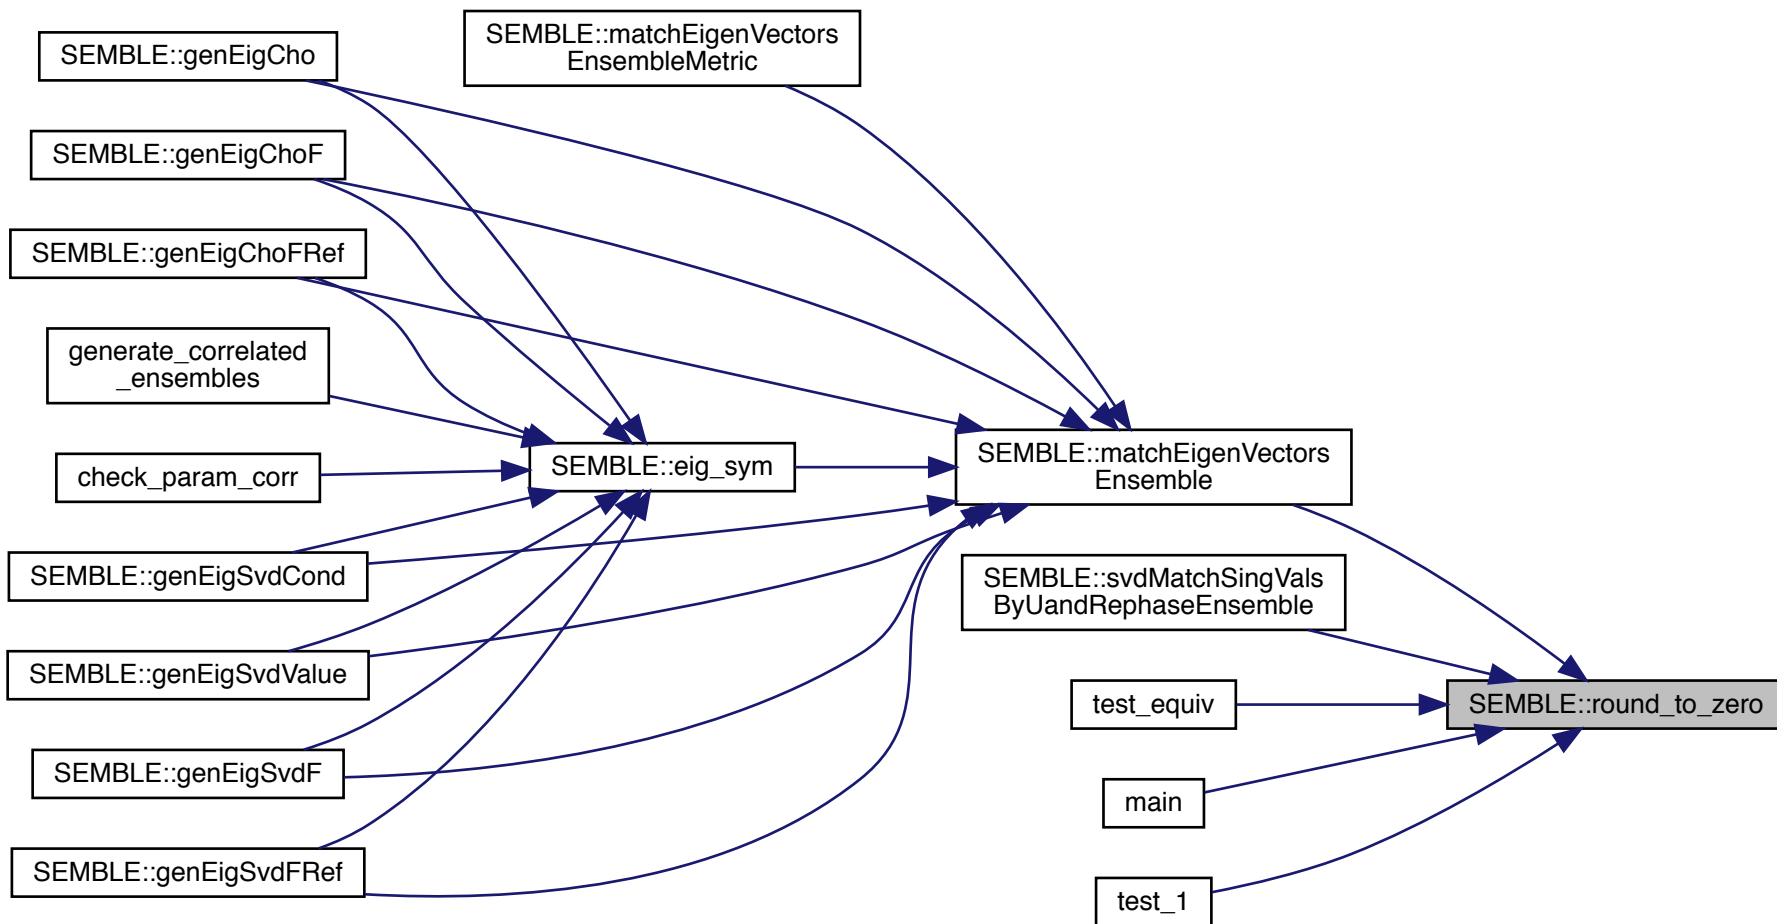 SEMBLE::genEigCho
SEMBLE::matchEigenVectors
EnsembleMetric
SEMBLE::genEigChoF
SEMBLE::genEigChoFRef
generate_correlated
_ensembles
check_param_corr
SEMBLE::eig_sym
SEMBLE::matchEigenVectors
Ensemble
SEMBLE::genEigSvdCond
SEMBLE::svdMatchSingVals
ByUandRephaseEnsemble
SEMBLE::genEigSvdValue
test_equiv
SEMBLE::round_to_zero
SEMBLE::genEigSvdF
main
SEMBLE::genEigSvdFRef
test_1